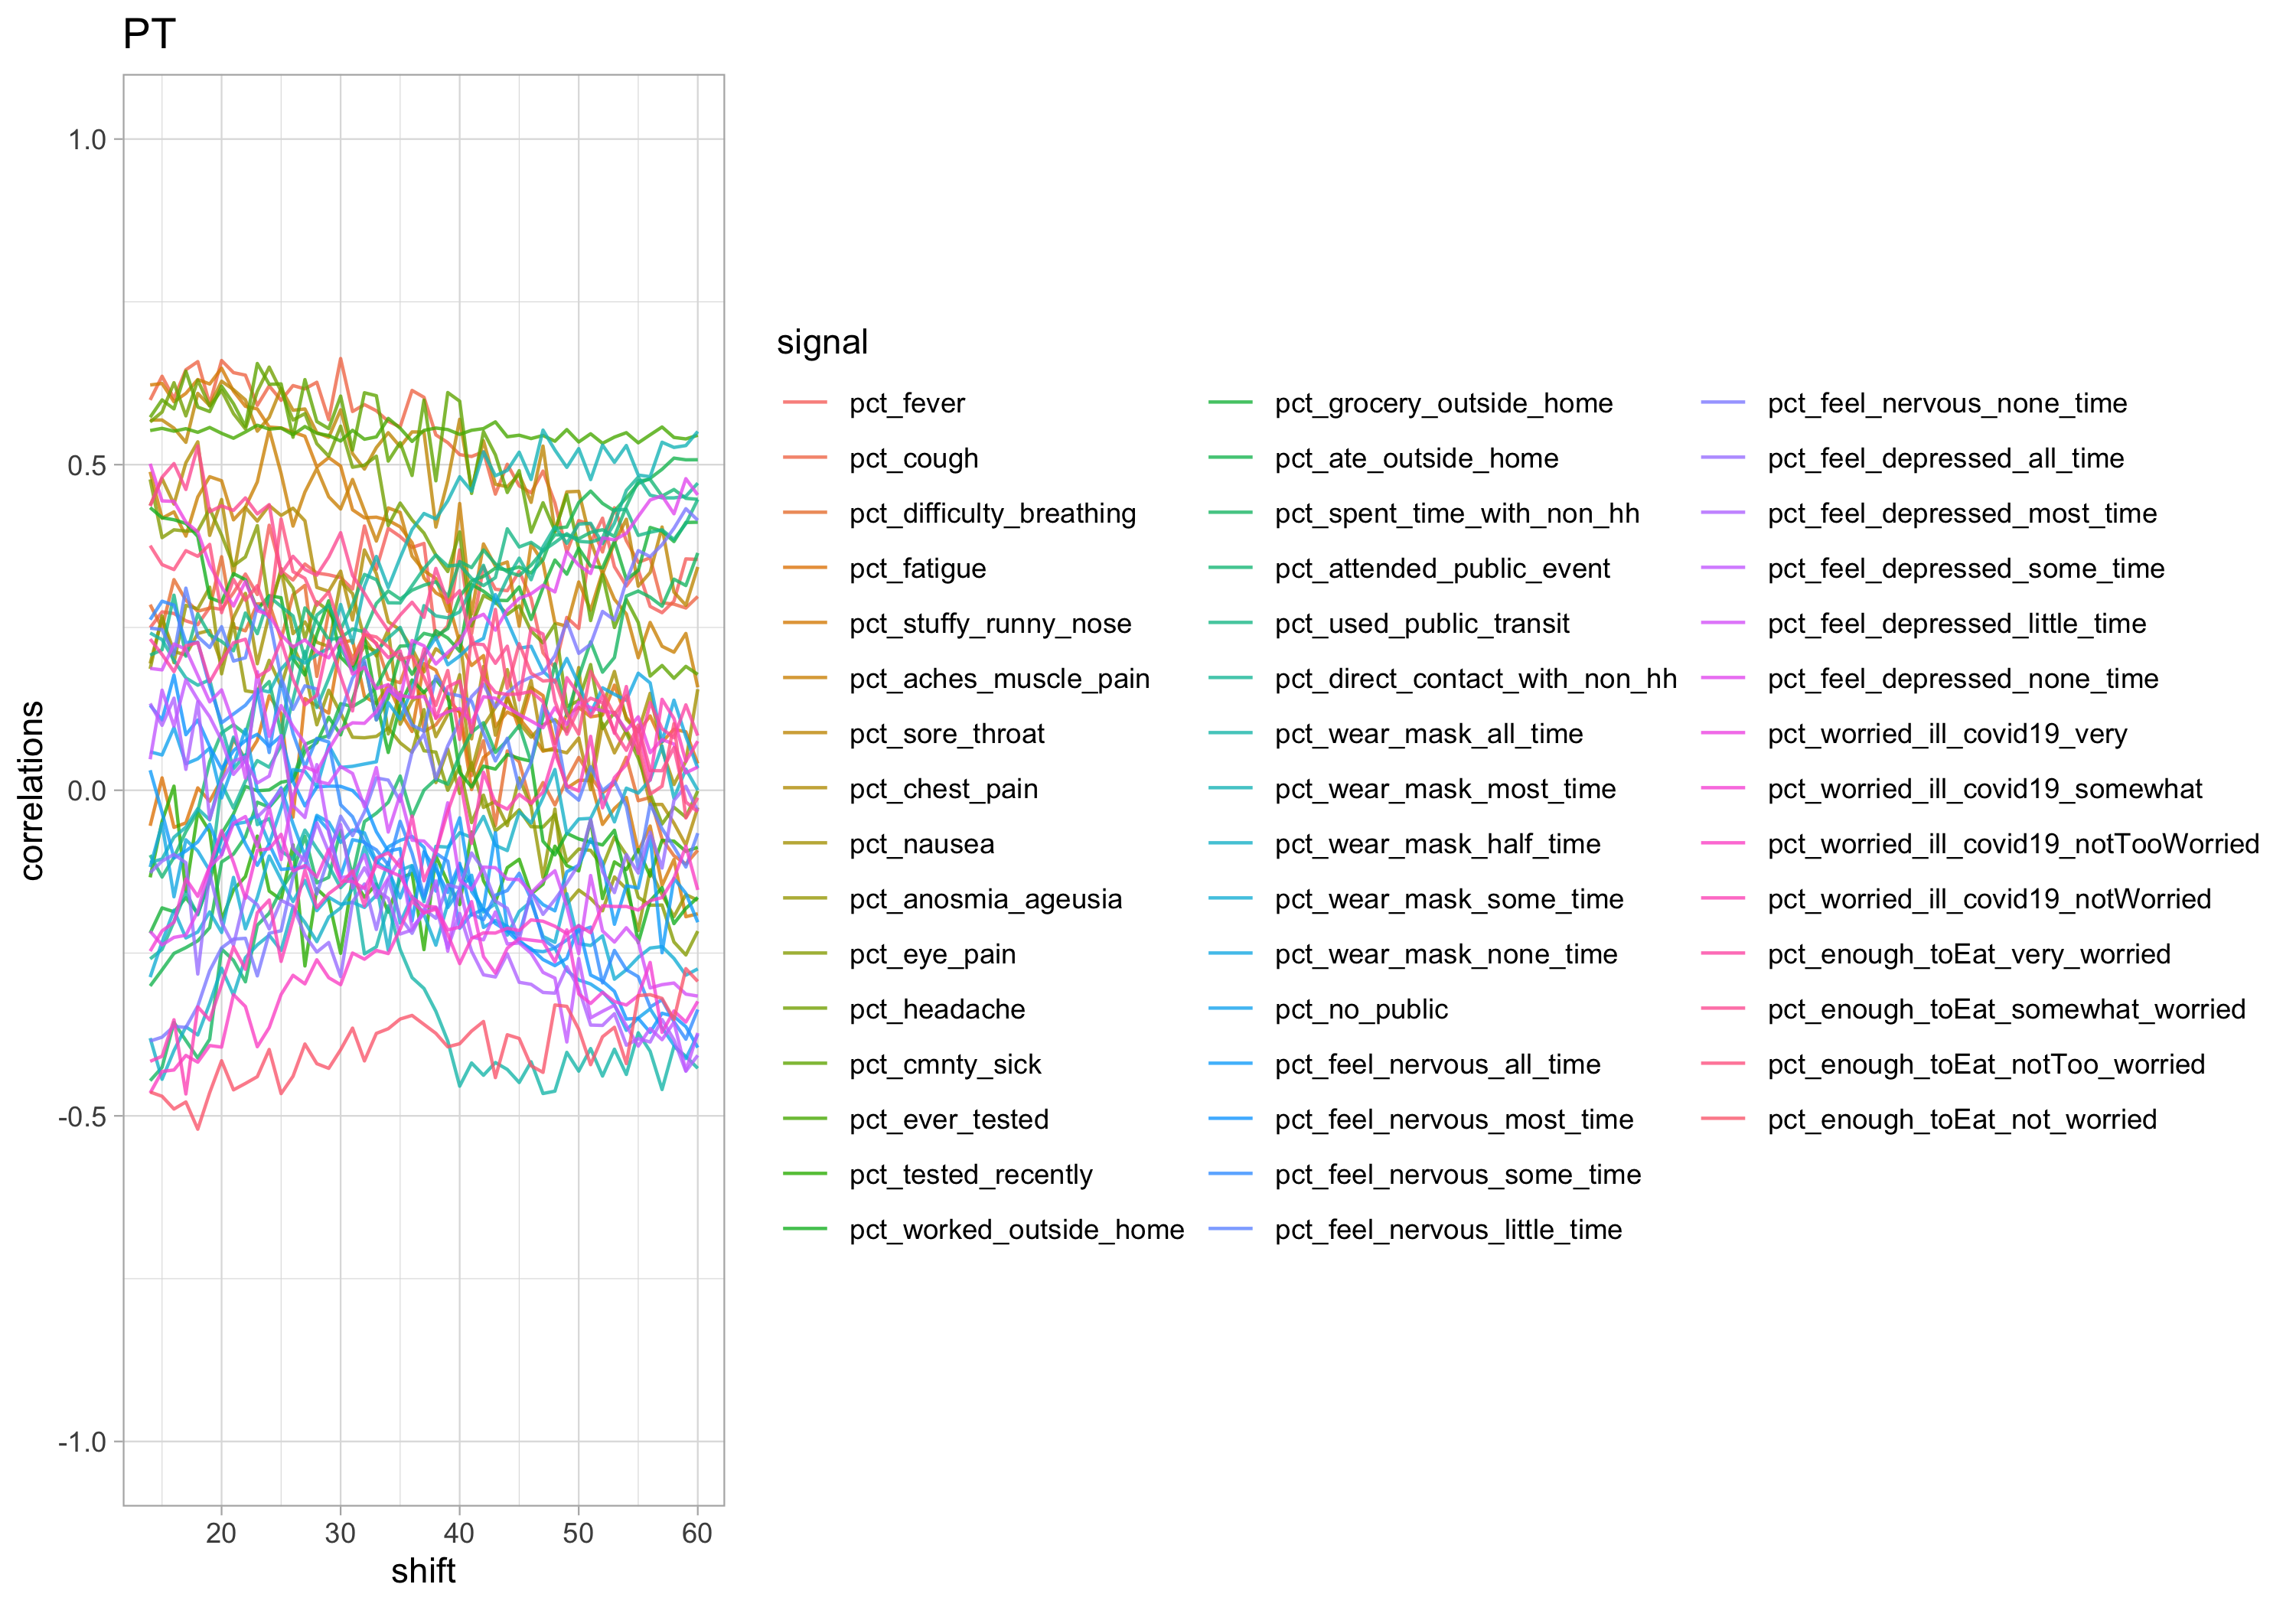 PT
1.0
0.5
0.0
-0.5
-1.0
correlations
20 30 40 50 60
shift
signal
pct_fever
pct_cough
pct_difficulty_breathing
pct_fatigue
pct_stuffy_runny_nose
pct_aches_muscle_pain
pct_sore_throat
pct_chest_pain
pct_nausea
pct_anosmia_ageusia
pct_eye_pain
pct_headache
pct_cmnty_sick
pct_ever_tested
pct_tested_recently
pct_worked_outside_home
pct_grocery_outside_home
pct_ate_outside_home
pct_spent_time_with_non_hh
pct_attended_public_event
pct_used_public_transit
pct_direct_contact_with_non_hh
pct_wear_mask_all_time
pct_wear_mask_most_time
pct_wear_mask_half_time
pct_wear_mask_some_time
pct_wear_mask_none_time
pct_no_public
pct_feel_nervous_all_time
pct_feel_nervous_most_time
pct_feel_nervous_some_time
pct_feel_nervous_little_time
pct_feel_nervous_none_time
pct_feel_depressed_all_time
pct_feel_depressed_most_time
pct_feel_depressed_some_time
pct_feel_depressed_little_time
pct_feel_depressed_none_time
pct_worried_ill_covid19_very
pct_worried_ill_covid19_somewhat
pct_worried_ill_covid19_notTooWorried
pct_worried_ill_covid19_notWorried
pct_enough_toEat_very_worried
pct_enough_toEat_somewhat_worried
pct_enough_toEat_notToo_worried
pct_enough_toEat_not_worried